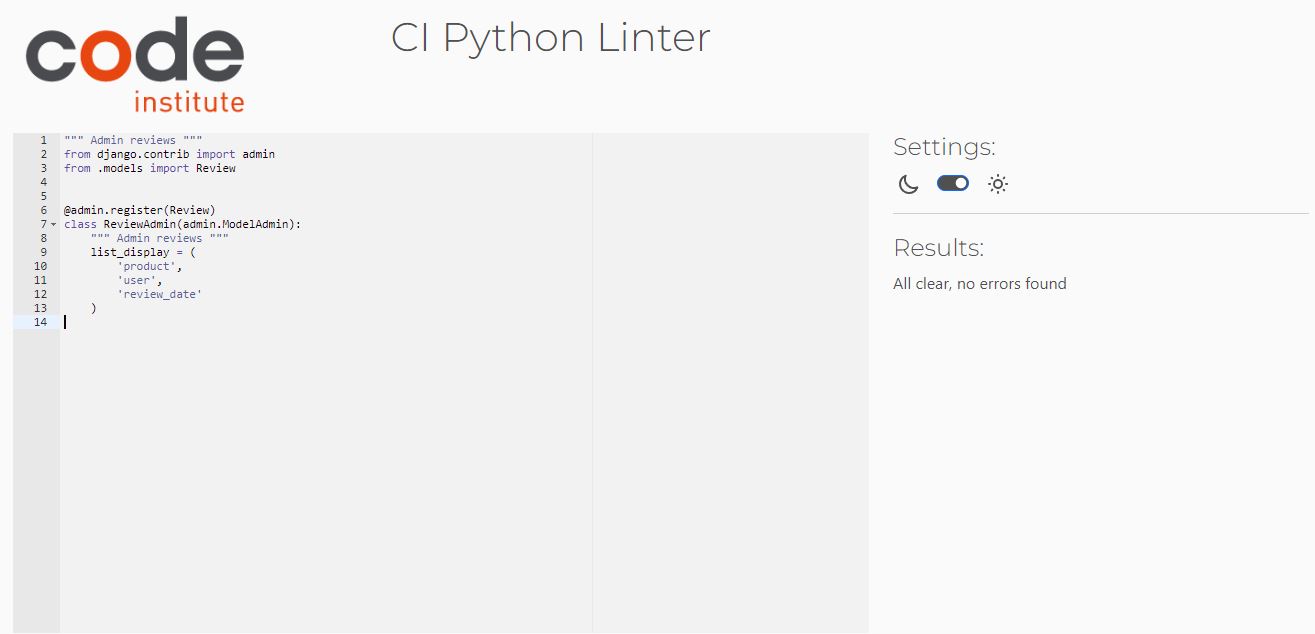 code
institute
CI Python Linter
1 """ Admin reviews """
2 from django.contrib import admin
3 from .models import Review
4
5
6 @admin.register(Review)
7 class ReviewAdmin(admin.ModelAdmin):
8     """ Admin reviews """
9     list_display = (
10         'product',
11         'user',
12         'review_date'
13     )
14
Settings:
Results:
All clear, no errors found